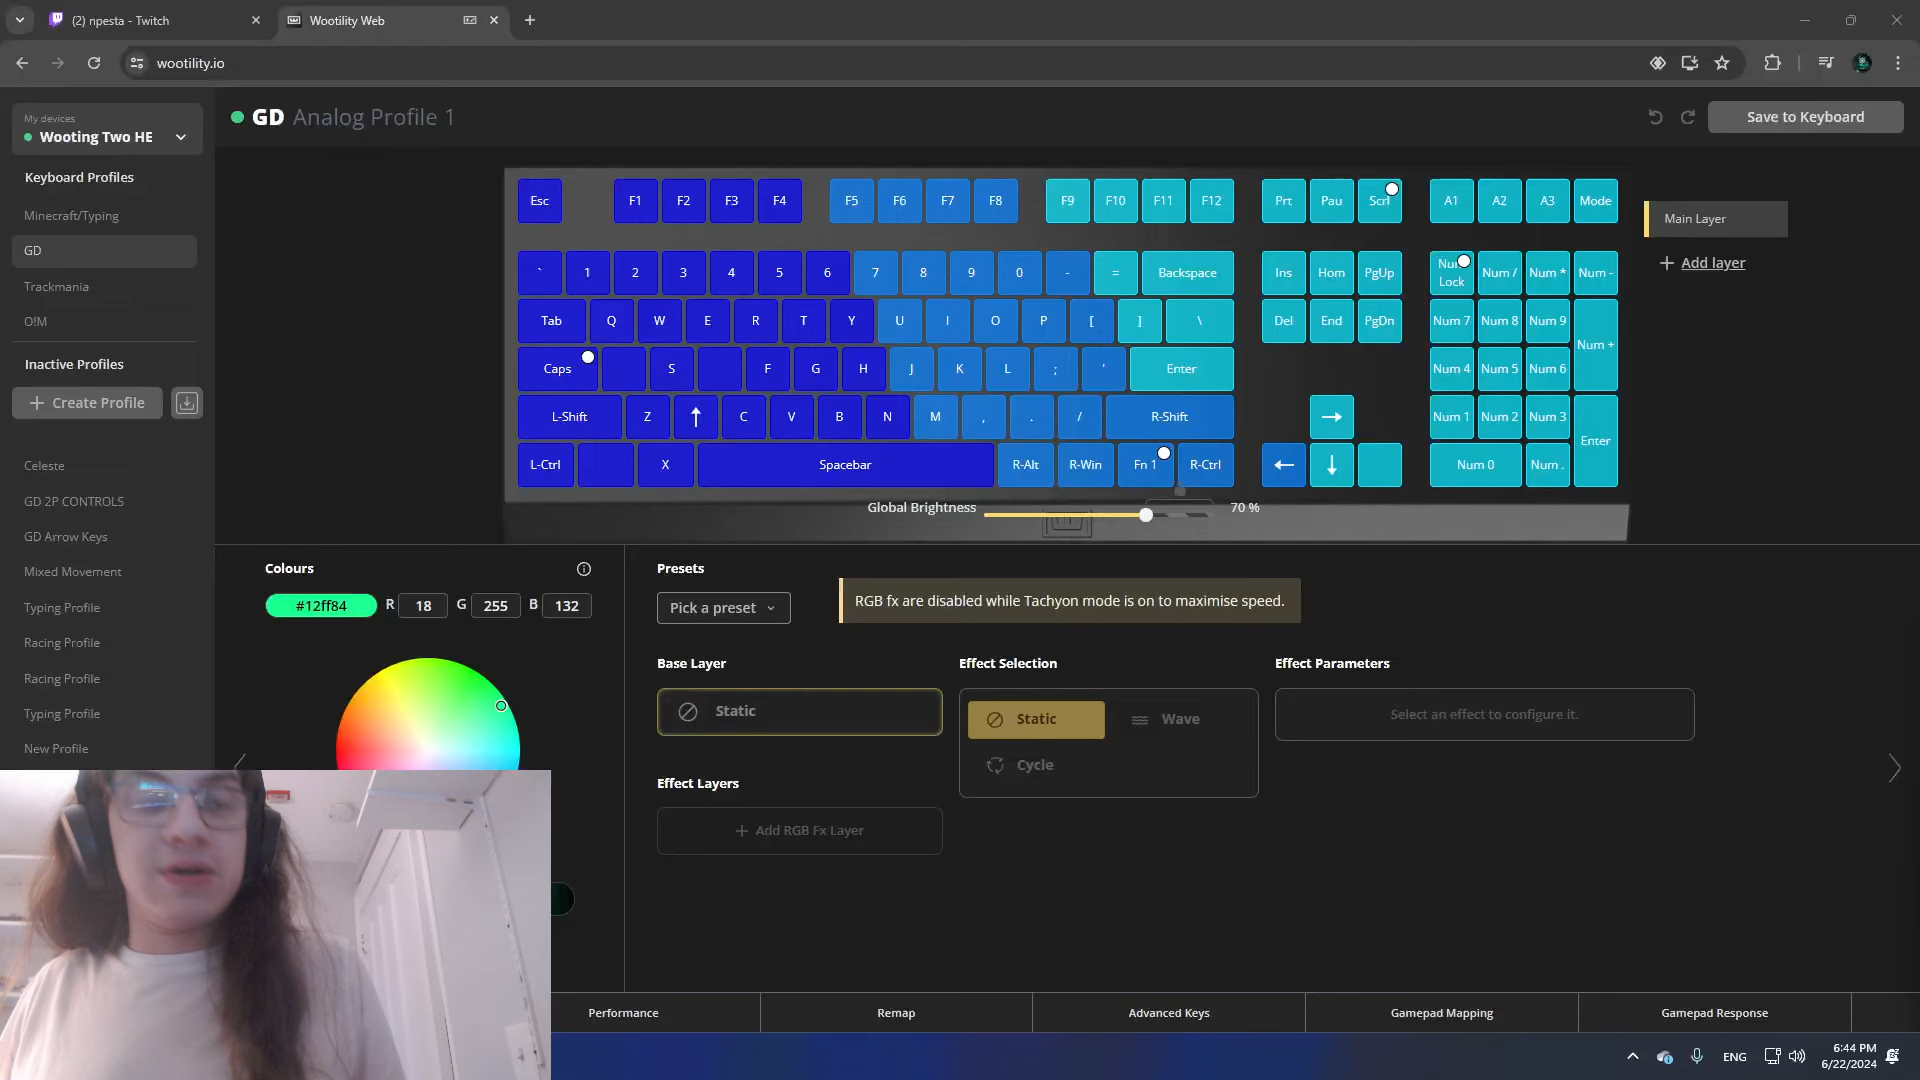 (2) npesta - Twitch
Wootility Web
wootility.io
My devices
Wooting Two HE
GD Analog Profile 1
Save to Keyboard
Keyboard Profiles
Minecraft/Typing
GD
Trackmania
O!M
Inactive Profiles
Create Profile
Celeste
GD 2P CONTROLS
GD Arrow Keys
Mixed Movement
Typing Profile
Racing Profile
Racing Profile
Typing Profile
New Profile
Esc F1 F2 F3 F4 F5 F6 F7 F8 F9 F10 F11 F12 Prt Pau Scrl A1 A2 A3 Mode
` 1 2 3 4 5 6 7 8 9 0 - = Backspace Ins Hom PgUp Num Lock Num / Num * Num -
Tab Q W E R T Y U I O P [ ] \ Del End PgDn Num 7 Num 8 Num 9 Num +
Caps S F G H J K L ; ' Enter Num 4 Num 5 Num 6
L-Shift Z ↑ C V B N M , . / R-Shift → Num 1 Num 2 Num 3 Enter
L-Ctrl X Spacebar R-Alt R-Win Fn 1 R-Ctrl ← ↓ Num 0 Num .
Main Layer
Add layer
Global Brightness 70 %
Colours
#12ff84 R 18 G 255 B 132
Presets
Pick a preset
RGB fx are disabled while Tachyon mode is on to maximise speed.
Base Layer
Static
Effect Selection
Static Wave
Cycle
Effect Parameters
Select an effect to configure it.
Effect Layers
Add RGB Fx Layer
Performance Remap Advanced Keys Gamepad Mapping Gamepad Response
ENG
6:44 PM
6/22/2024